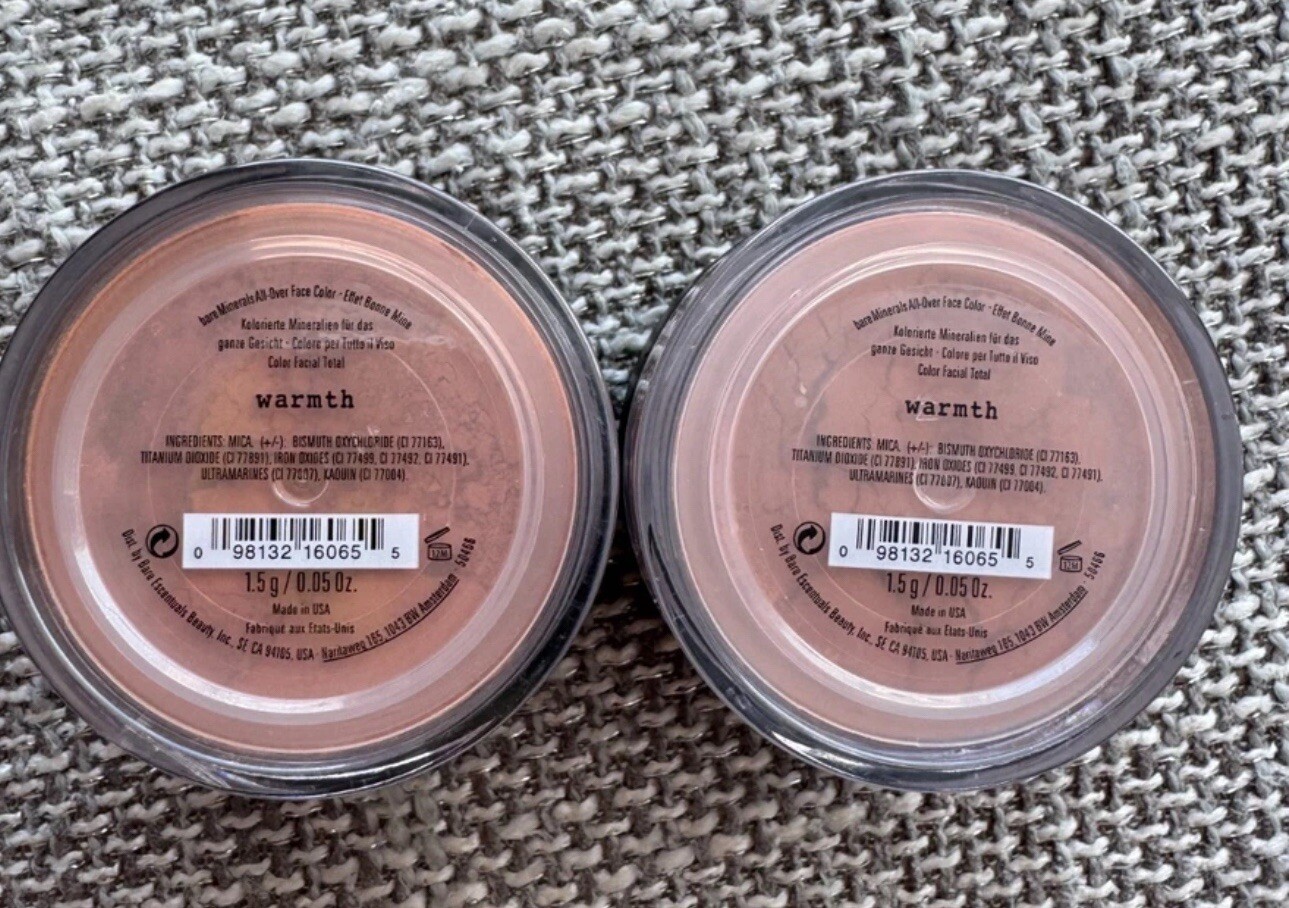 bare Minerals All-Over Face Color - Effet Bonne Mine
Kolorierte Mineralien für das
ganze Gesicht - Colore per Tutto il Viso
Color Facial Total
warmth
INGREDIENTS: MICA, (+/-): BISMUTH OXYCHLORIDE (CI 77163),
TITANIUM DIOXIDE (CI 77891), IRON OXIDES (CI 77499, CI 77492, CI 77491),
ULTRAMARINES (CI 77007), KAOLIN (CI 77004).
0 98132 16065 5
12M
1.5 g / 0.05 Oz.
Made in USA
Fabriqué aux Etats-Unis
Dist. by Bare Escentuals Beauty, Inc., SF, CA 94105, USA - Naritaweg 165, 1043 BW Amsterdam - 50466
bare Minerals All-Over Face Color - Effet Bonne Mine
Kolorierte Mineralien für das
ganze Gesicht - Colore per Tutto il Viso
Color Facial Total
warmth
INGREDIENTS: MICA, (+/-): BISMUTH OXYCHLORIDE (CI 77163),
TITANIUM DIOXIDE (CI 77891), IRON OXIDES (CI 77499, CI 77492, CI 77491),
ULTRAMARINES (CI 77007), KAOLIN (CI 77004).
0 98132 16065 5
12M
1.5 g / 0.05 Oz.
Made in USA
Fabriqué aux Etats-Unis
Dist. by Bare Escentuals Beauty, Inc., SF, CA 94105, USA - Naritaweg 165, 1043 BW Amsterdam - 50466